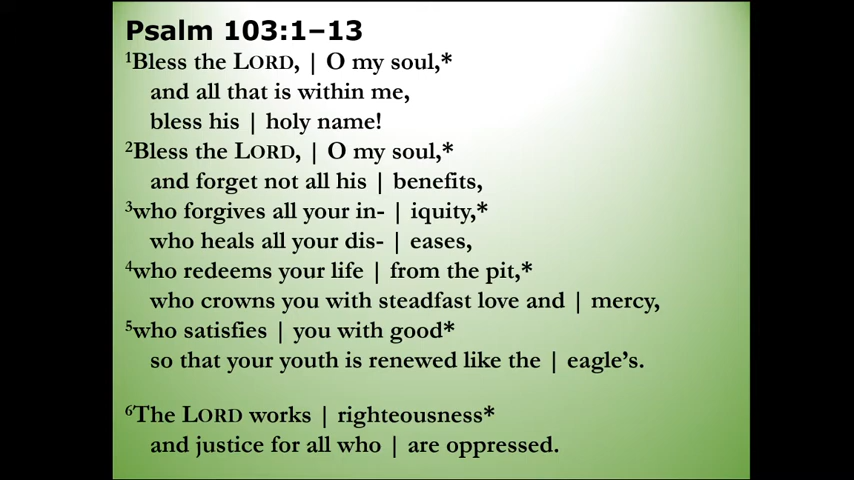 Psalm 103:1–13
¹Bless the LORD, | O my soul,*
and all that is within me,
bless his | holy name!
²Bless the LORD, | O my soul,*
and forget not all his | benefits,
³who forgives all your in- | iquity,*
who heals all your dis- | eases,
⁴who redeems your life | from the pit,*
who crowns you with steadfast love and | mercy,
⁵who satisfies | you with good*
so that your youth is renewed like the | eagle’s.
⁶The LORD works | righteousness*
and justice for all who | are oppressed.